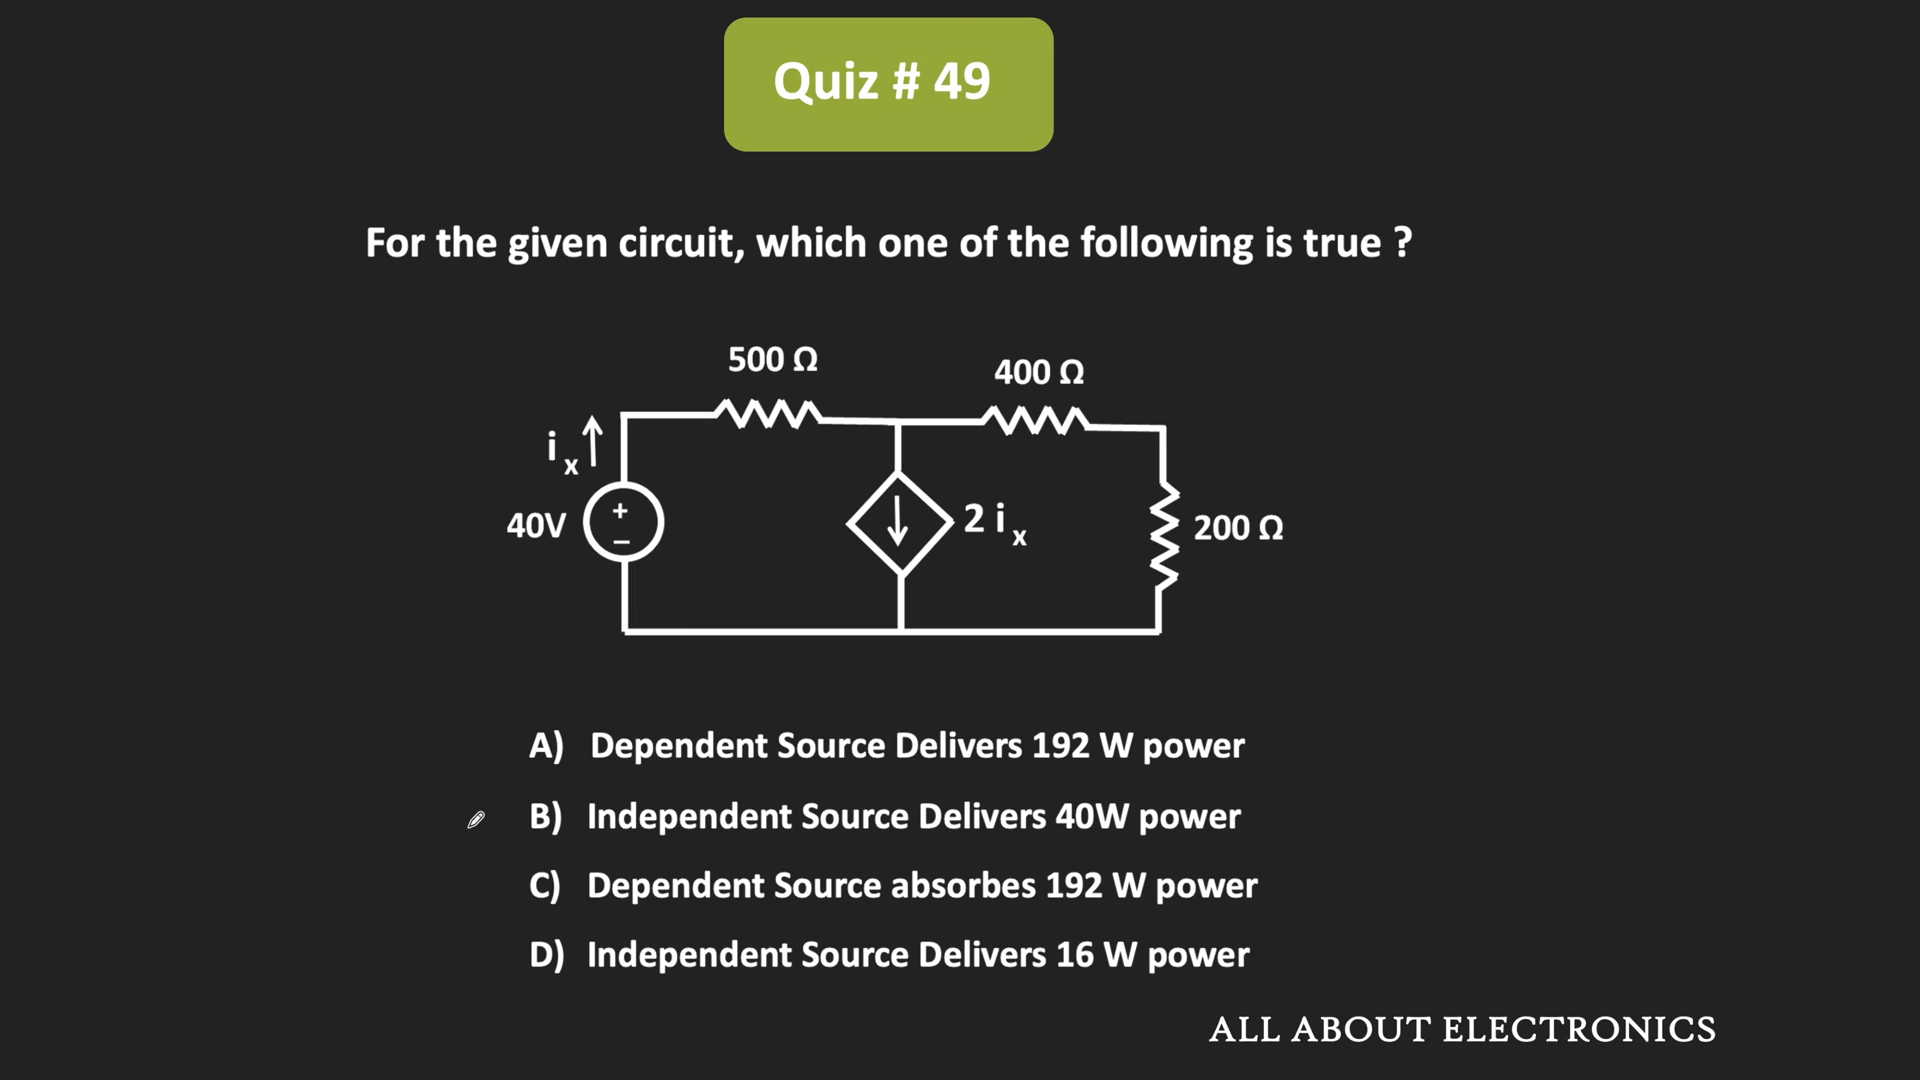 Quiz # 49
For the given circuit, which one of the following is true ?
500 Ω
400 Ω
i x
40V
+
−
2 i x
200 Ω
A) Dependent Source Delivers 192 W power
B) Independent Source Delivers 40W power
C) Dependent Source absorbes 192 W power
D) Independent Source Delivers 16 W power
ALL ABOUT ELECTRONICS